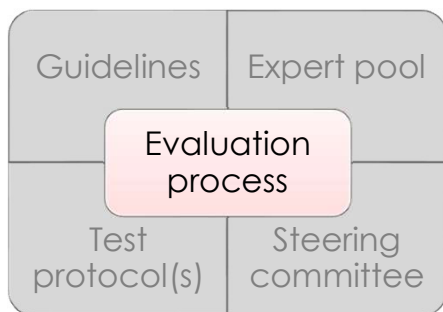 Guidelines
Expert pool
Evaluation
process
Test
protocol(s)
Steering
committee